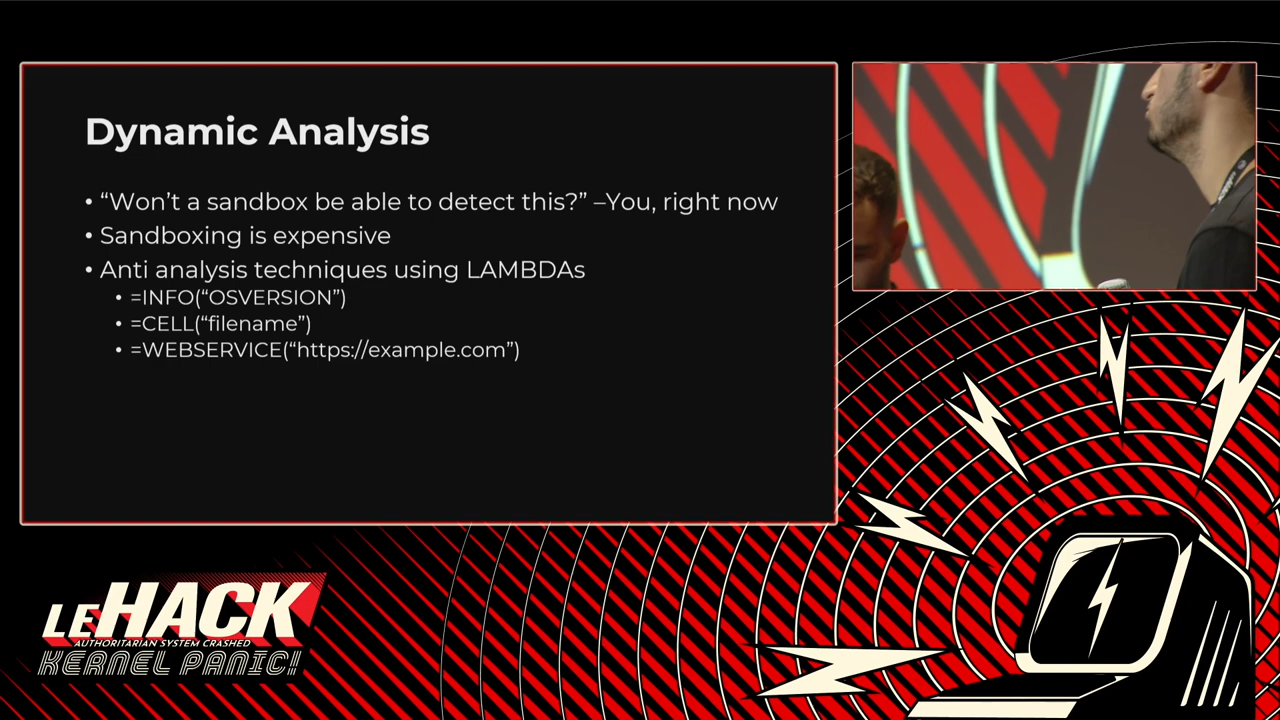 Dynamic Analysis
• “Won’t a sandbox be able to detect this?” –You, right now
• Sandboxing is expensive
• Anti analysis techniques using LAMBDAs
• =INFO(“OSVERSION”)
• =CELL(“filename”)
• =WEBSERVICE(“https://example.com”)
LEHACK
AUTHORITARIAN SYSTEM CRASHED
KERNEL PANIC!